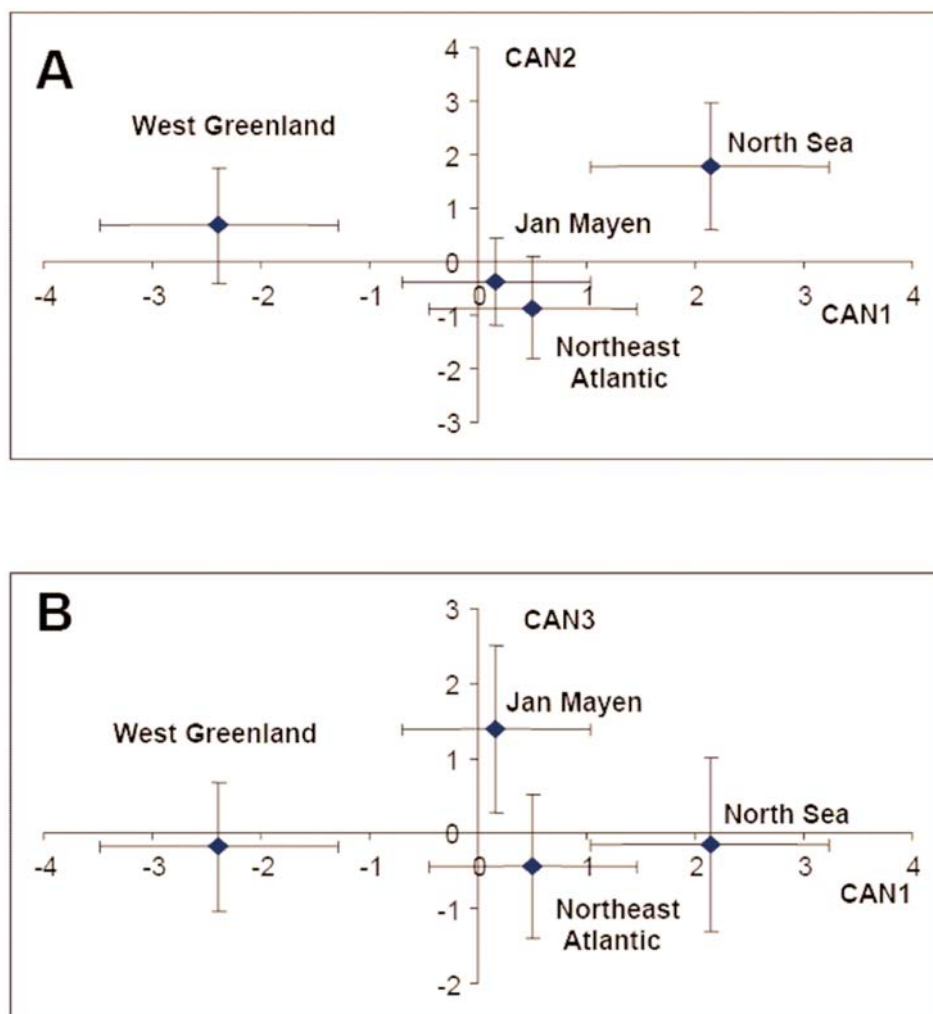 A
CAN2
4
3
2
1
0
-1
-2
-3
West Greenland
North Sea
Jan Mayen
-4 -3 -2 -1 0 1 2 3 4
CAN1
Northeast
Atlantic
B
CAN3
3
2
1
0
-1
-2
Jan Mayen
West Greenland
North Sea
-4 -3 -2 -1 0 1 2 3 4
CAN1
Northeast
Atlantic